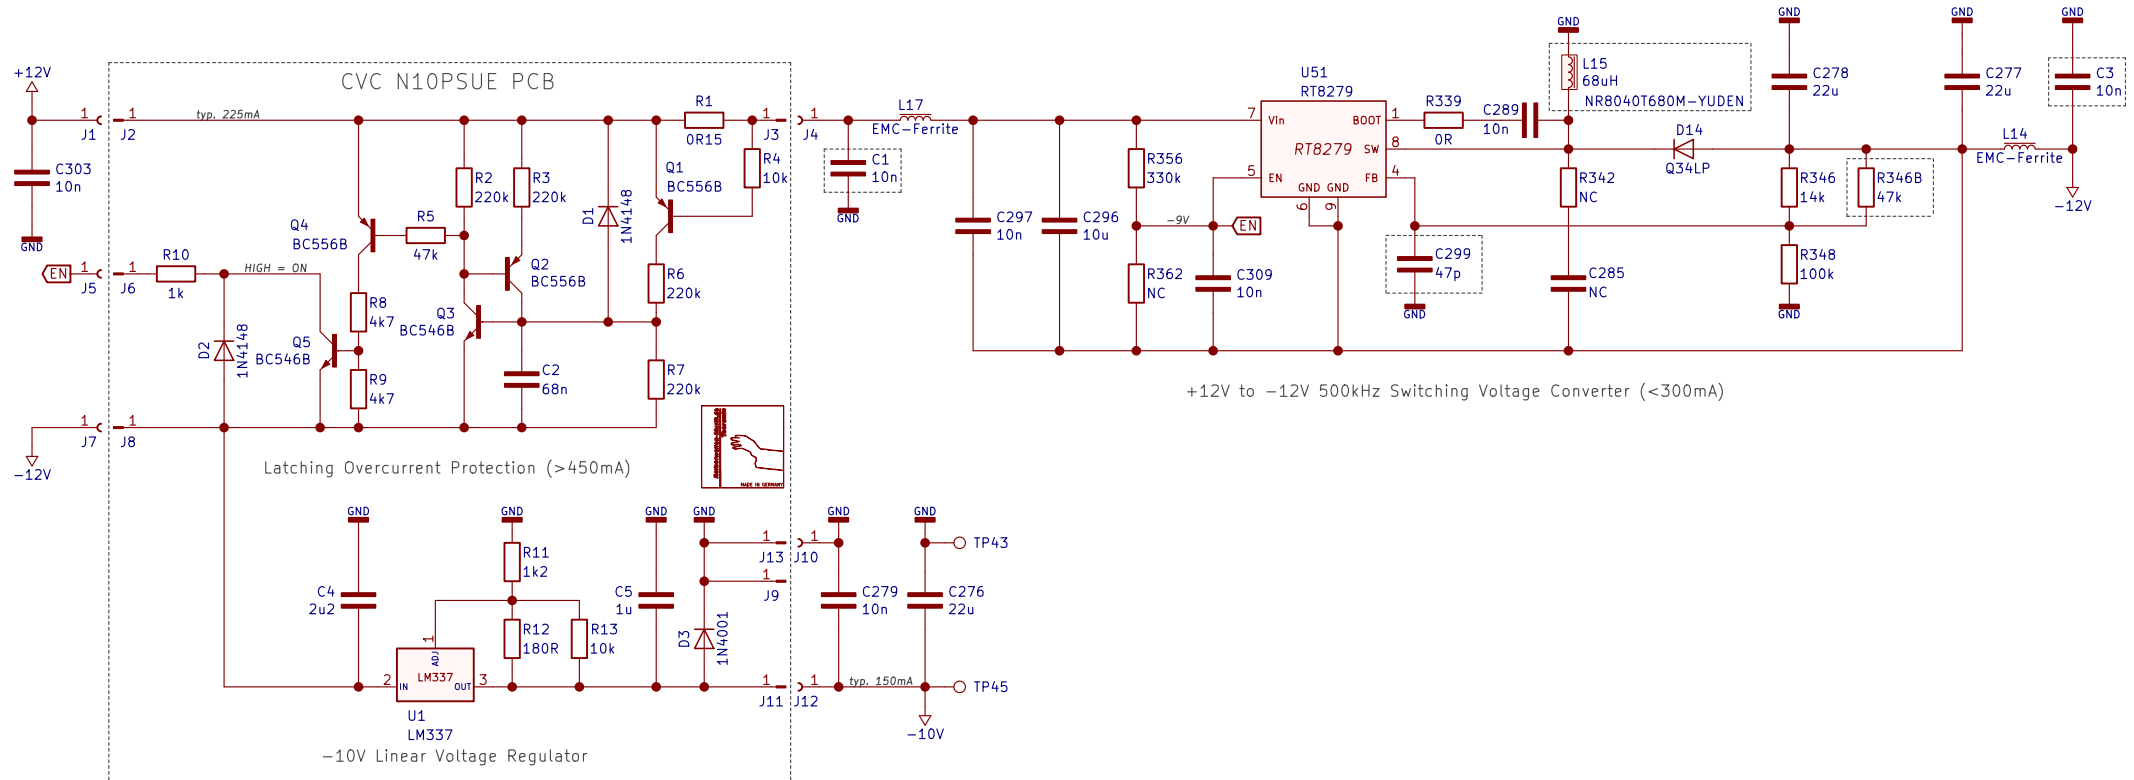 CVC N10PSUE PCB
+12V
typ. 225mA
1
J1
1
J2
C303
10n
GND
EN
1
J5
1
J6
R10
1k
HIGH = ON
D2
1N4148
Q5
BC546B
Q4
BC556B
R5
47k
R8
4k7
R9
4k7
R2
220k
R3
220k
Q2
BC556B
Q3
BC546B
C2
68n
D1
1N4148
Q1
BC556B
R1
0R15
R4
10k
R6
220k
R7
220k
1
J3
1
J4
1
J7
1
J8
-12V
Latching Overcurrent Protection (>450mA)
MADE IN GERMANY
C1
10n
GND
L17
EMC-Ferrite
C297
10n
C296
10u
R356
330k
-9V
EN
R362
NC
C309
10n
U51
RT8279
RT8279
7
Vin
5
EN
GND GND
6
9
BOOT
1
SW
8
FB
4
R339
0R
C289
10n
GND
L15
68uH
NR8040T680M-YUDEN
D14
Q34LP
R342
NC
C285
NC
C299
47p
GND
GND
C278
22u
R346
14k
R346B
47k
R348
100k
GND
GND
C277
22u
L14
EMC-Ferrite
GND
C3
10n
-12V
+12V to -12V 500kHz Switching Voltage Converter (<300mA)
GND
C4
2u2
GND
R11
1k2
R12
180R
R13
10k
1
ADJ
LM337
2
IN
OUT
3
U1
LM337
GND
C5
1u
GND
D3
1N4001
1
J13
1
J10
1
J9
1
J11
1
J12
GND
C279
10n
typ. 150mA
GND
C276
22u
TP43
TP45
-10V
-10V Linear Voltage Regulator